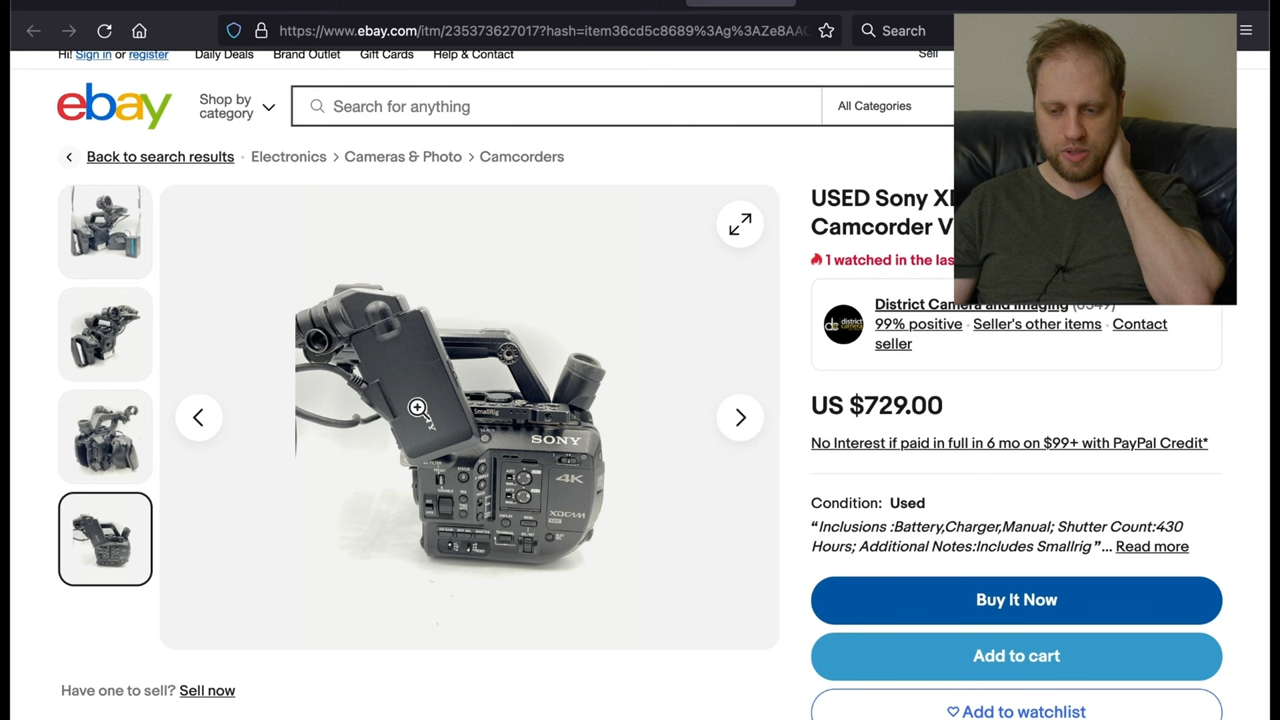 https://www.ebay.com/itm/235373627017?hash=item36cd5c8689%3Ag%3AZe8AAC
Search
Hi! Sign in or register
Daily Deals
Brand Outlet
Gift Cards
Help & Contact
Sell
ebay
Shop by
category
Search for anything
All Categories
Back to search results
Electronics > Cameras & Photo > Camcorders
USED Sony
Camcorder
1 watched in the las
District Camera and Imaging
99% positive · Seller's other items · Contact
seller
de district
camera
US $729.00
No Interest if paid in full in 6 mo on $99+ with PayPal Credit*
Condition: Used
“Inclusions :Battery,Charger,Manual; Shutter Count:430
Hours; Additional Notes:Includes Smallrig”... Read more
Buy It Now
Add to cart
Add to watchlist
SmallRig
SONY
4K
XDCAM
Have one to sell? Sell now